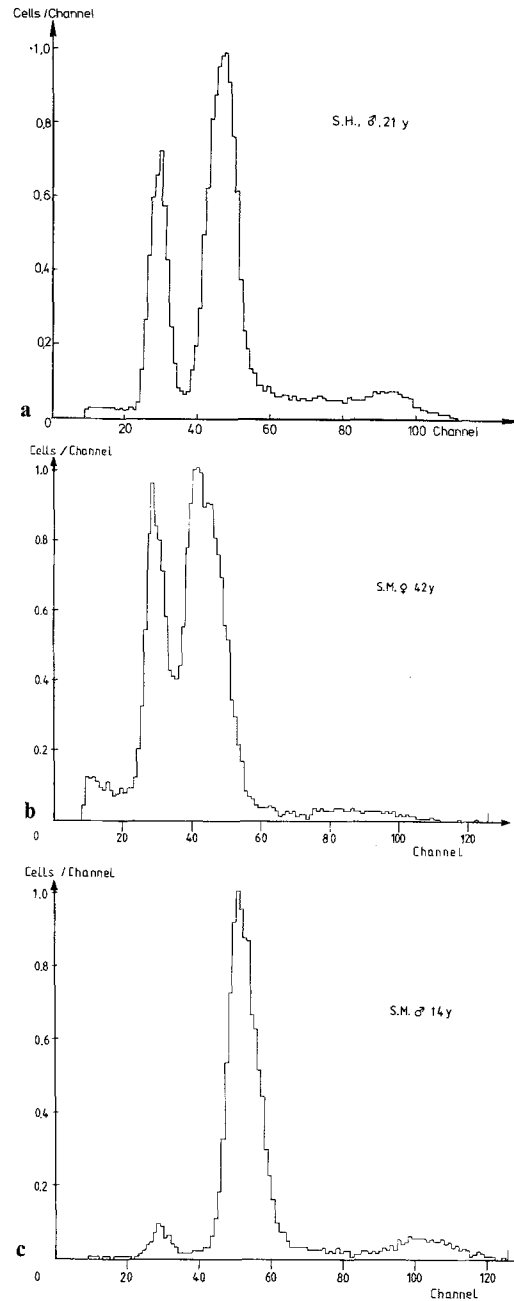 Cells /Channel
1,0
0,8
S.H., ♂, 21 y
0,6
0,4
0,2
a
0 20 40 60 80 100 Channel
Cells /Channel
1.0
0.8
S.M. ♀ 42y
0.6
0.4
0.2
b
0 20 40 60 80 100 120
Channel
Cells /Channel
1.0
0.8
S.M. ♂ 14y
0.6
0.4
0.2
c
0 20 40 60 80 100 120
Channel